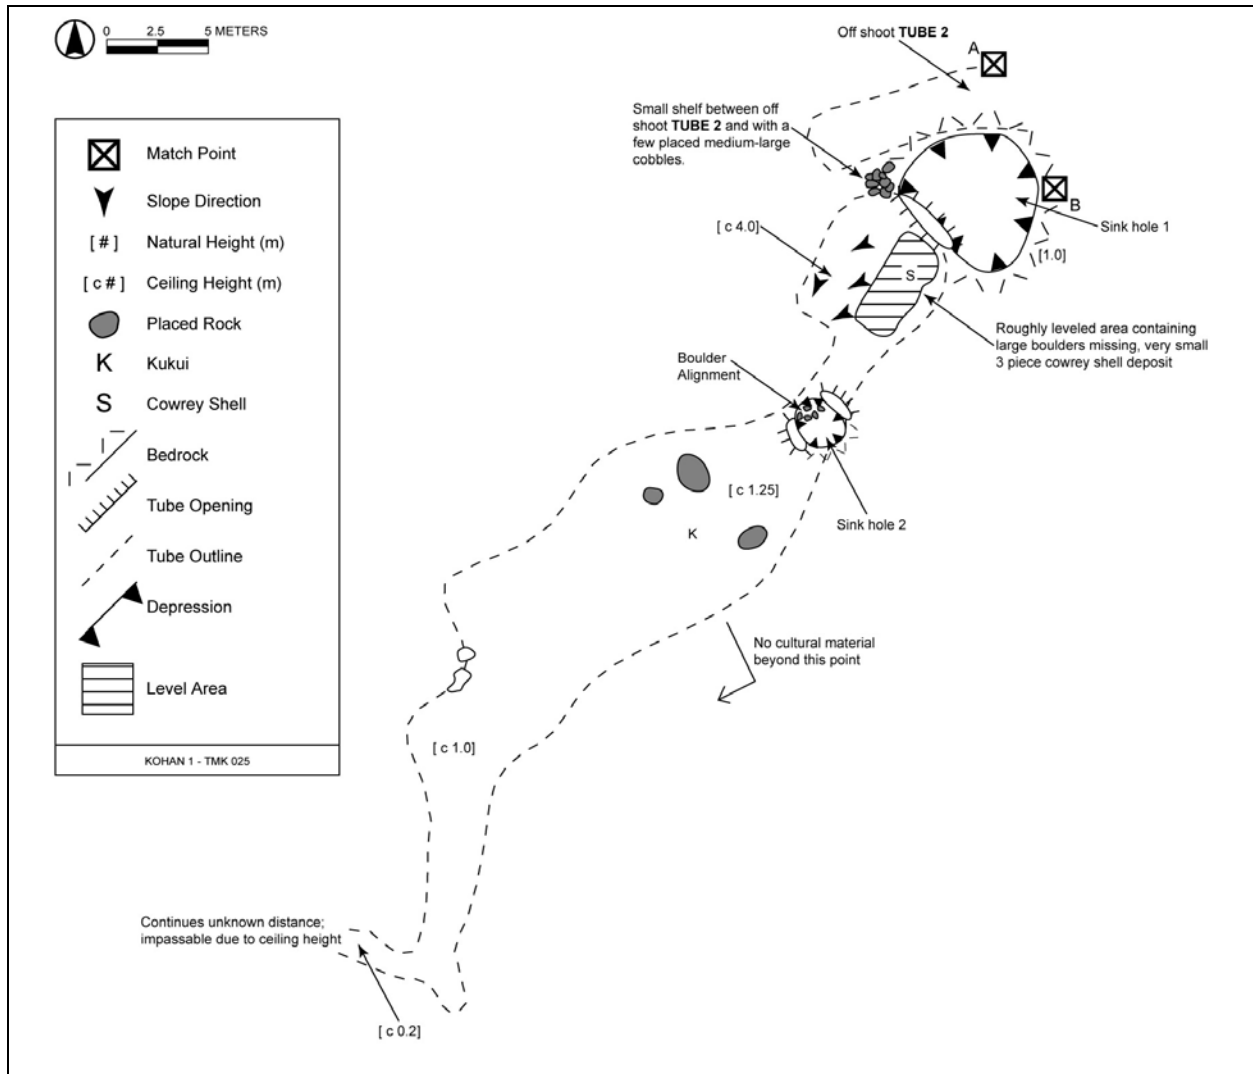 0 2.5 5 METERS
Match Point
Slope Direction
[ # ] Natural Height (m)
[ c # ] Ceiling Height (m)
Placed Rock
K Kukui
S Cowrey Shell
Bedrock
Tube Opening
Tube Outline
Depression
Level Area
KOHAN 1 - TMK 025
Off shoot TUBE 2
A
Small shelf between off
shoot TUBE 2 and with a
few placed medium-large
cobbles.
B
Sink hole 1
[ c 4.0]
[1.0]
S
Roughly leveled area containing
large boulders missing, very small
3 piece cowrey shell deposit
Boulder
Alignment
[ c 1.25]
Sink hole 2
K
No cultural material
beyond this point
[ c 1.0]
Continues unknown distance;
impassable due to ceiling height
[ c 0.2]